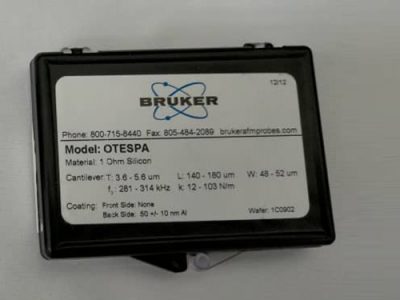 12/12
BRUKER
Phone: 800-715-8440 Fax: 805-484-2089 brukerafmprobes.com
Model: OTESPA
Material: 1 Ohm Silicon
Cantilever: T: 3.6 - 5.6 um L: 140 - 180 um W: 48 - 52 um
f₀: 281 - 314 kHz k: 12 - 103 N/m
Coating: Front Side: None
Back Side: 50 +/- 10 nm Al
Wafer: 1C0902